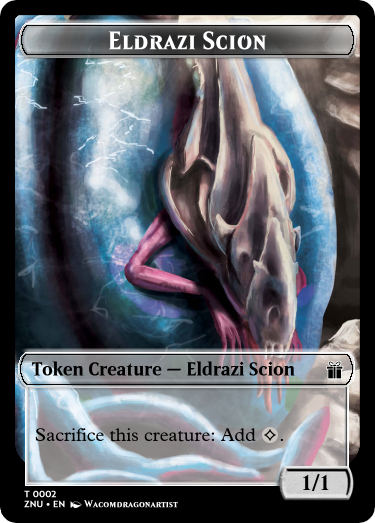 Eldrazi Scion
Token Creature — Eldrazi Scion
Sacrifice this creature: Add ◇.
1/1
T 0002
ZNU • EN Wacomdragonartist